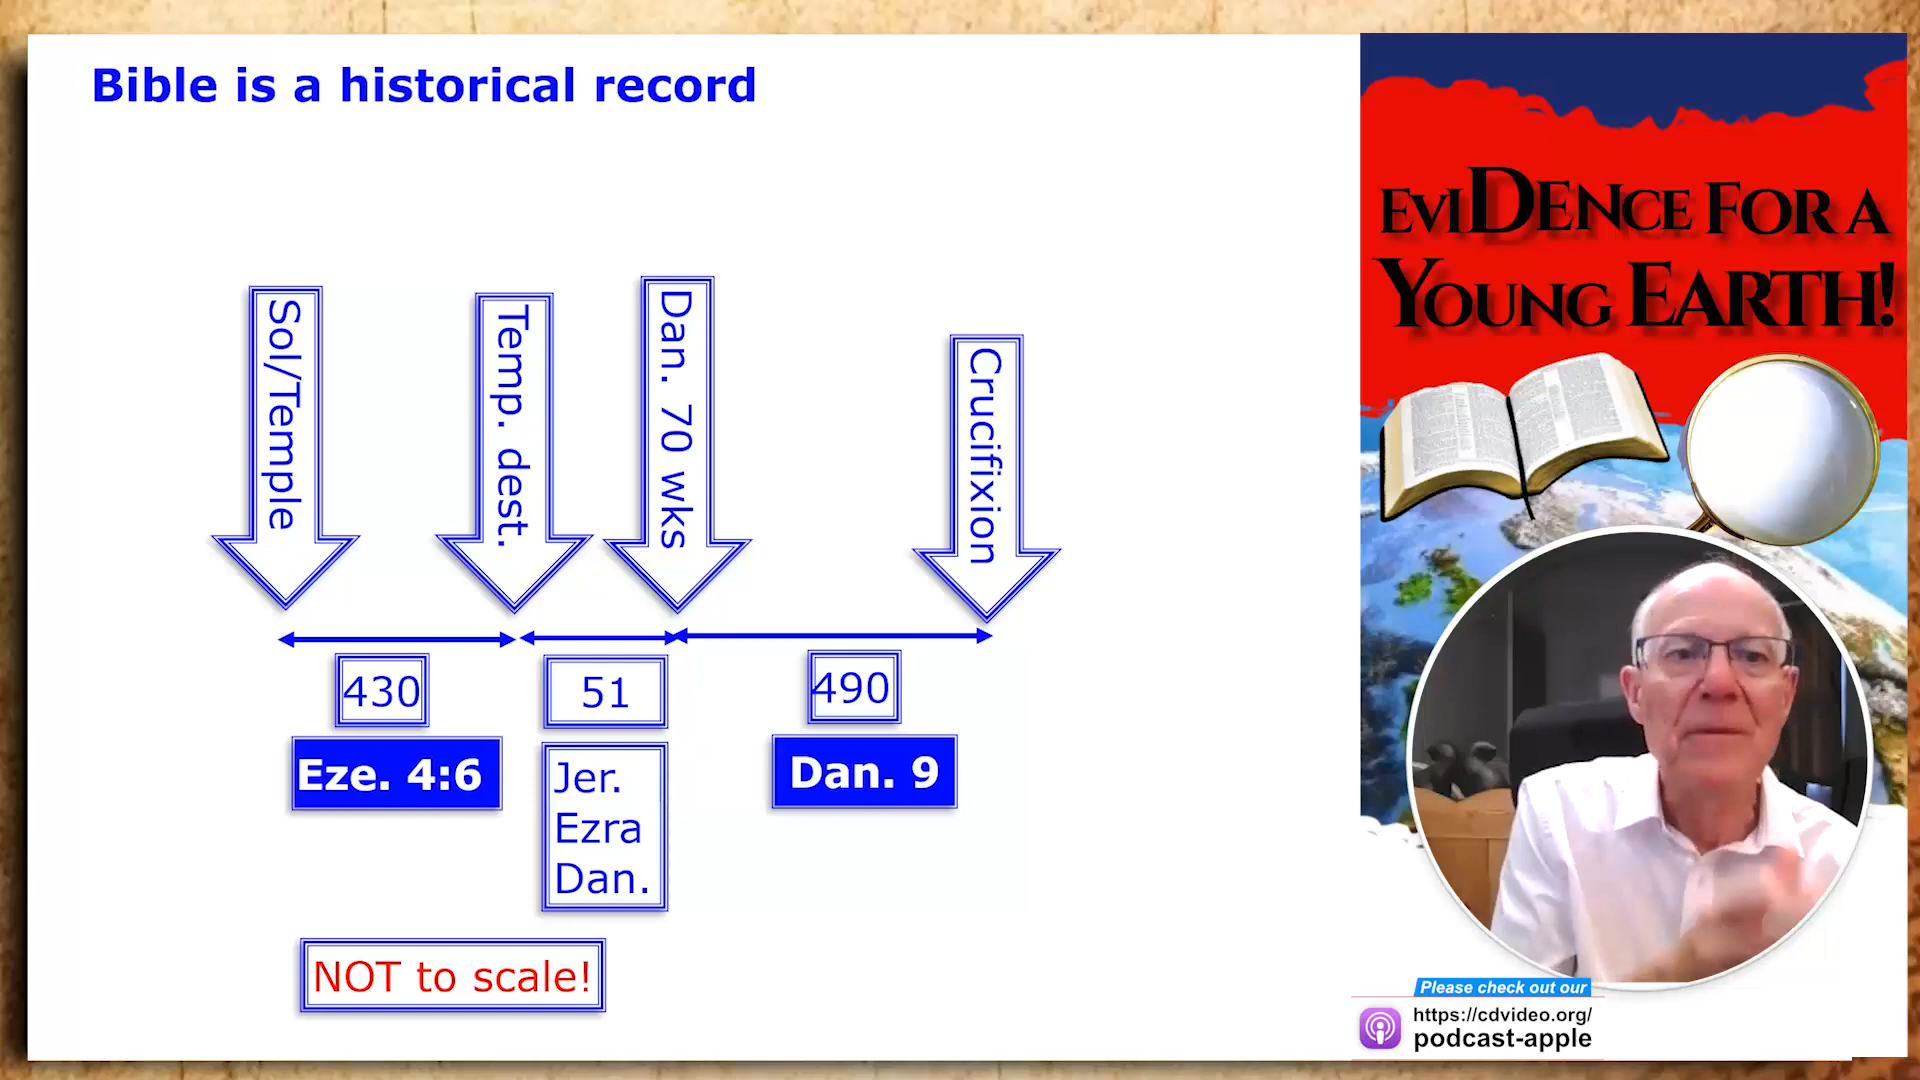 Bible is a historical record
Sol/Temple
Temp. dest.
Dan. 70 wks
Crucifixion
430
51
490
Eze. 4:6
Jer.
Ezra
Dan.
Dan. 9
NOT to scale!
EviDence For a
Young Earth!
Please check out our
https://cdvideo.org/
podcast-apple